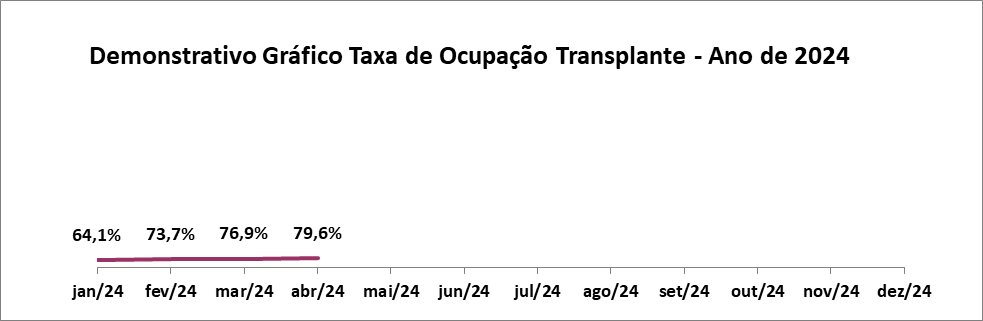 Demonstrativo Gráfico Taxa de Ocupação Transplante - Ano de 2024
64,1% 73,7% 76,9% 79,6%
jan/24 fev/24 mar/24 abr/24 mai/24 jun/24 jul/24 ago/24 set/24 out/24 nov/24 dez/24